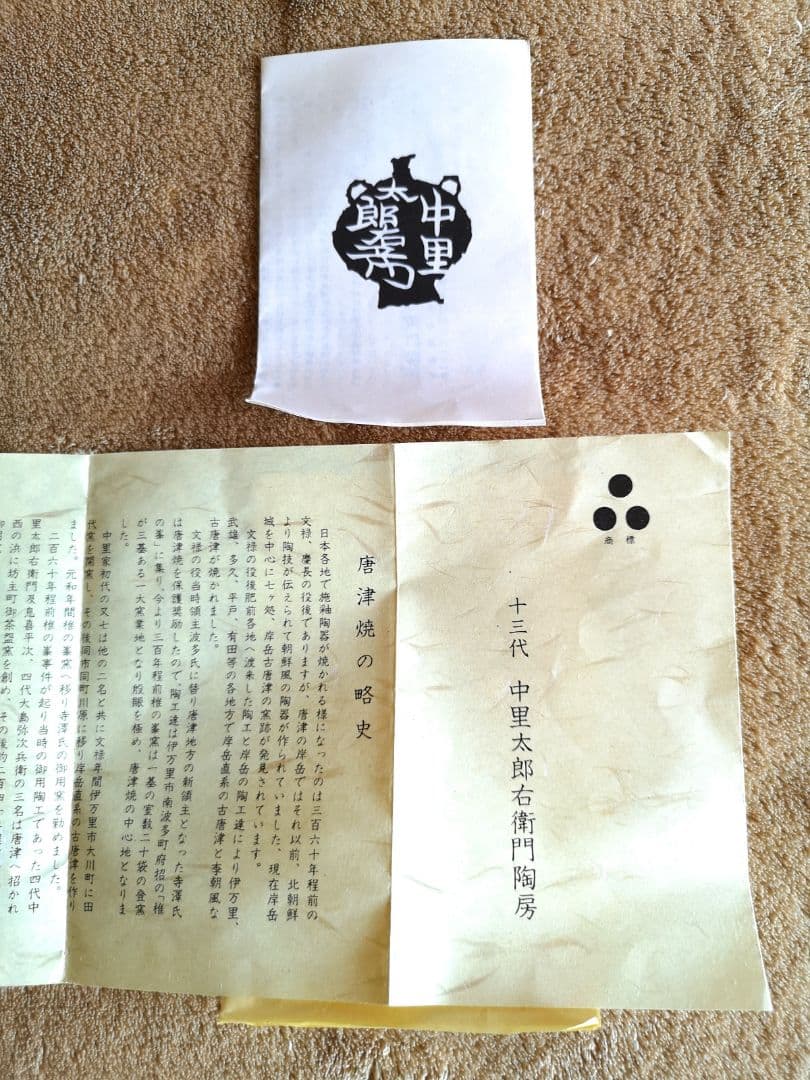 中里
太郎右衛門
商標
十三代 中里太郎右衛門陶房
唐津焼の略史
日本各地で施釉陶器が焼かれる様になったのは三百六十年程前の
文禄、慶長の役後でありますが、唐津の岸岳ではそれ以前、北朝鮮
より陶技が伝えられて朝鮮風の陶器が作られていました、現在岸岳
城を中心に七ヶ処、岸岳古唐津の窯跡が発見されています。
文禄の役後肥前各地へ渡来した陶工と岸岳の陶工達により伊万里、
武雄、多久、平戸、有田等の各地方で岸岳直系の古唐津と李朝風な
古唐津が焼かれました。
文禄の役当時領主波多氏に替り唐津地方の新領主となった寺澤氏
は唐津焼を保護奨励したので、陶工達は伊万里市南波多町府招の「椎
の峯」に集り、今より三百年程前椎の峯窯は一基の室数二十袋の登窯
が三基ある一大窯業地となり殷賑を極め、唐津焼の中心地となりま
した。
中里家初代の又七は他の二名と共に文禄年間伊万里市大川町に田
代窯を開窯し、その後同市同町川原に移り岸岳直系の古唐津を作り
ました。元和年間椎の峯窯へ移り寺澤氏の御用窯を勤めました。
二百六十年程前椎の峯事件が起り当時の御用陶工であった四代中
里太郎右衛門及息喜平次、四代大島弥次兵衛の三名は唐津へ招かれ
西の浜に坊主町御茶盌窯を創め、その後約二百四十